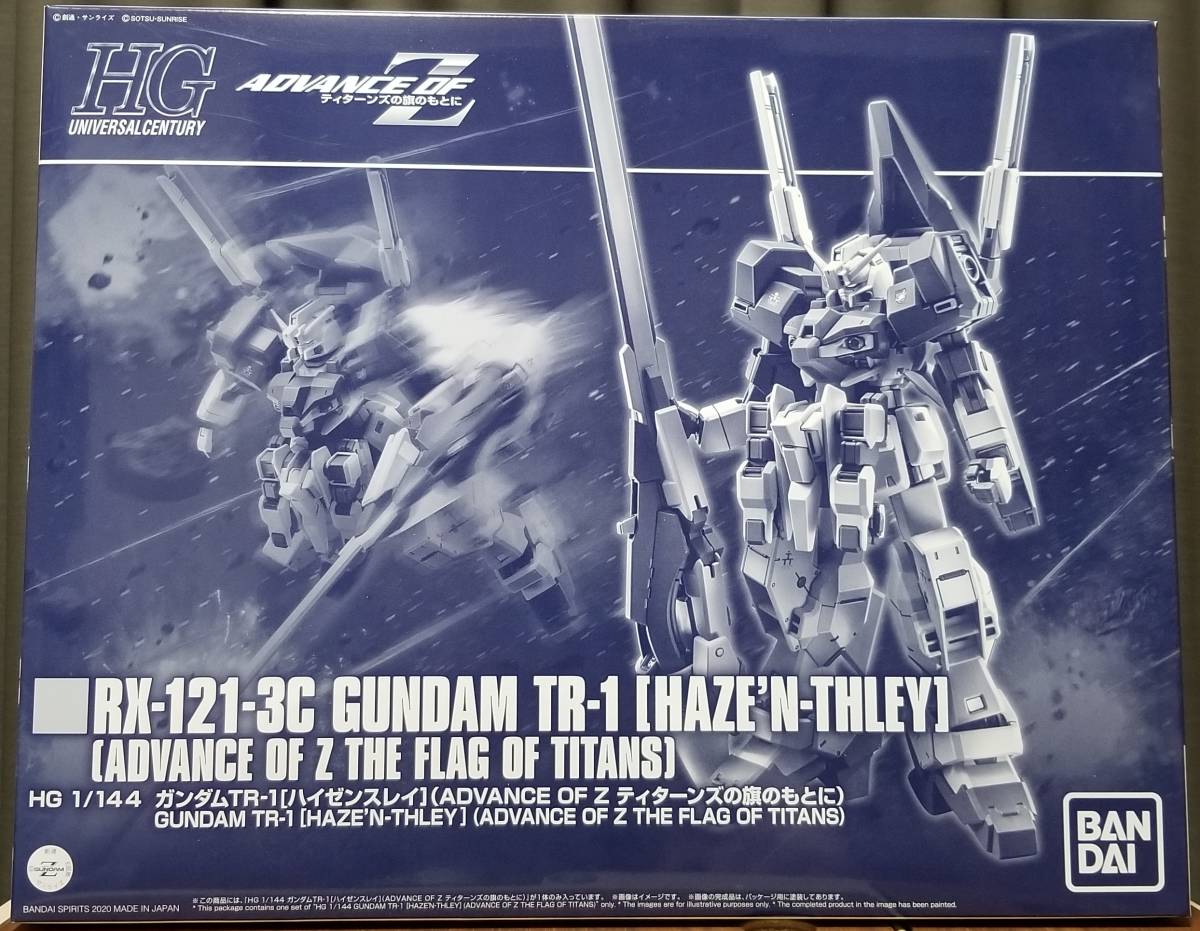 ©創通・サンライズ ©SOTSU・SUNRISE
HG
UNIVERSAL CENTURY
ADVANCE OF Z
ティターンズの旗のもとに
RX-121-3C GUNDAM TR-1 [HAZE'N-THLEY]
(ADVANCE OF Z THE FLAG OF TITANS)
HG 1/144 ガンダムTR-1[ハイゼンスレイ](ADVANCE OF Z ティターンズの旗のもとに)
GUNDAM TR-1 [HAZE'N-THLEY] (ADVANCE OF Z THE FLAG OF TITANS)
BAN
DAI
創通
Z
GUNDAM
BANDAI SPIRITS 2020 MADE IN JAPAN
※この商品には、「HG 1/144 ガンダムTR-1[ハイゼンスレイ](ADVANCE OF Z ティターンズの旗のもとに)」が1体のみ入っています。 ※画像はイメージです。 ※画像の完成品は、パッケージ用に塗装してあります。
* This package contains one set of "HG 1/144 GUNDAM TR-1 [HAZE'N-THLEY] (ADVANCE OF Z THE FLAG OF TITANS)" only. * The images are for illustrative purposes only. * The completed product in the image has been painted.